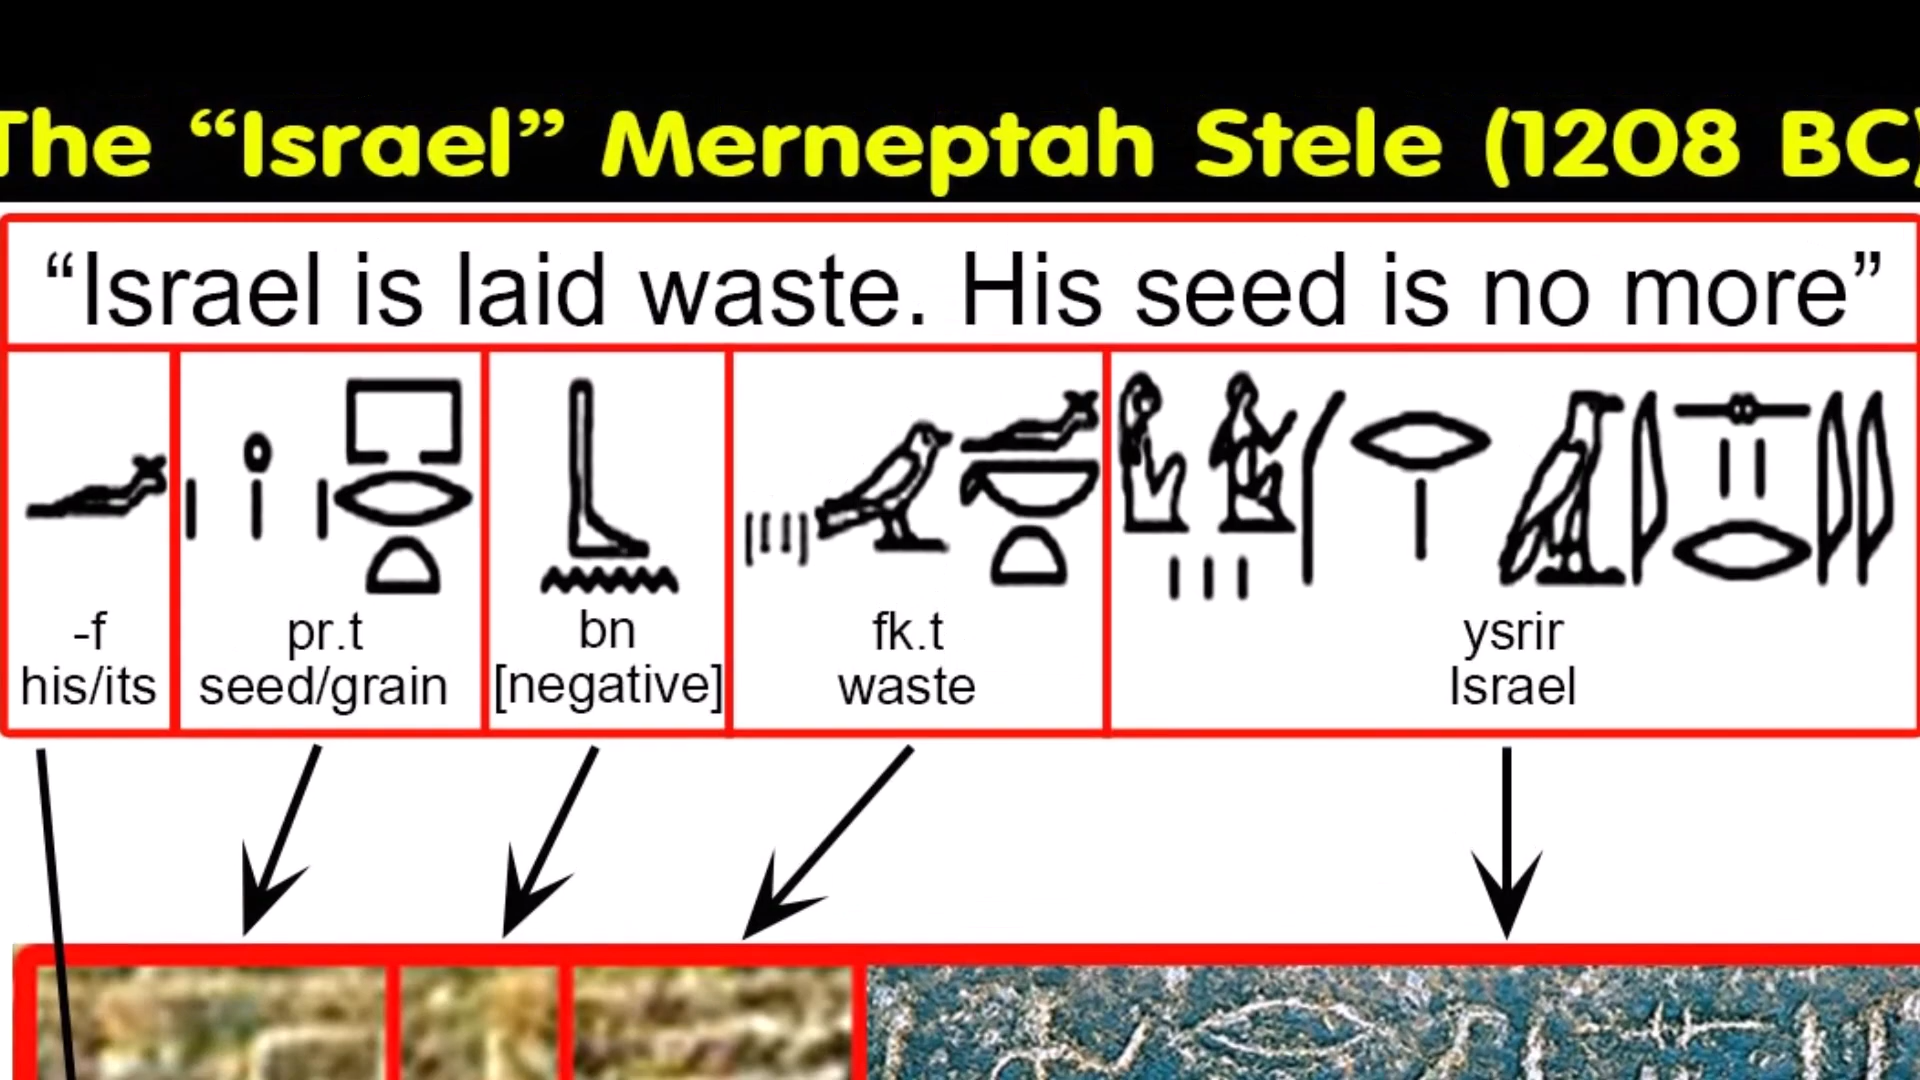 The “Israel” Merneptah Stele (1208 BC)
“Israel is laid waste. His seed is no more”
-f
his/its
pr.t
seed/grain
bn
[negative]
fk.t
waste
ysrir
Israel